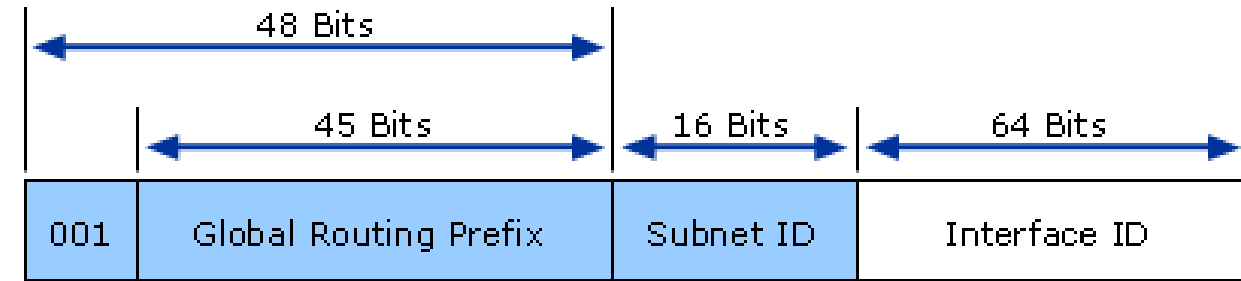 48 Bits
45 Bits 16 Bits 64 Bits
001 Global Routing Prefix Subnet ID Interface ID